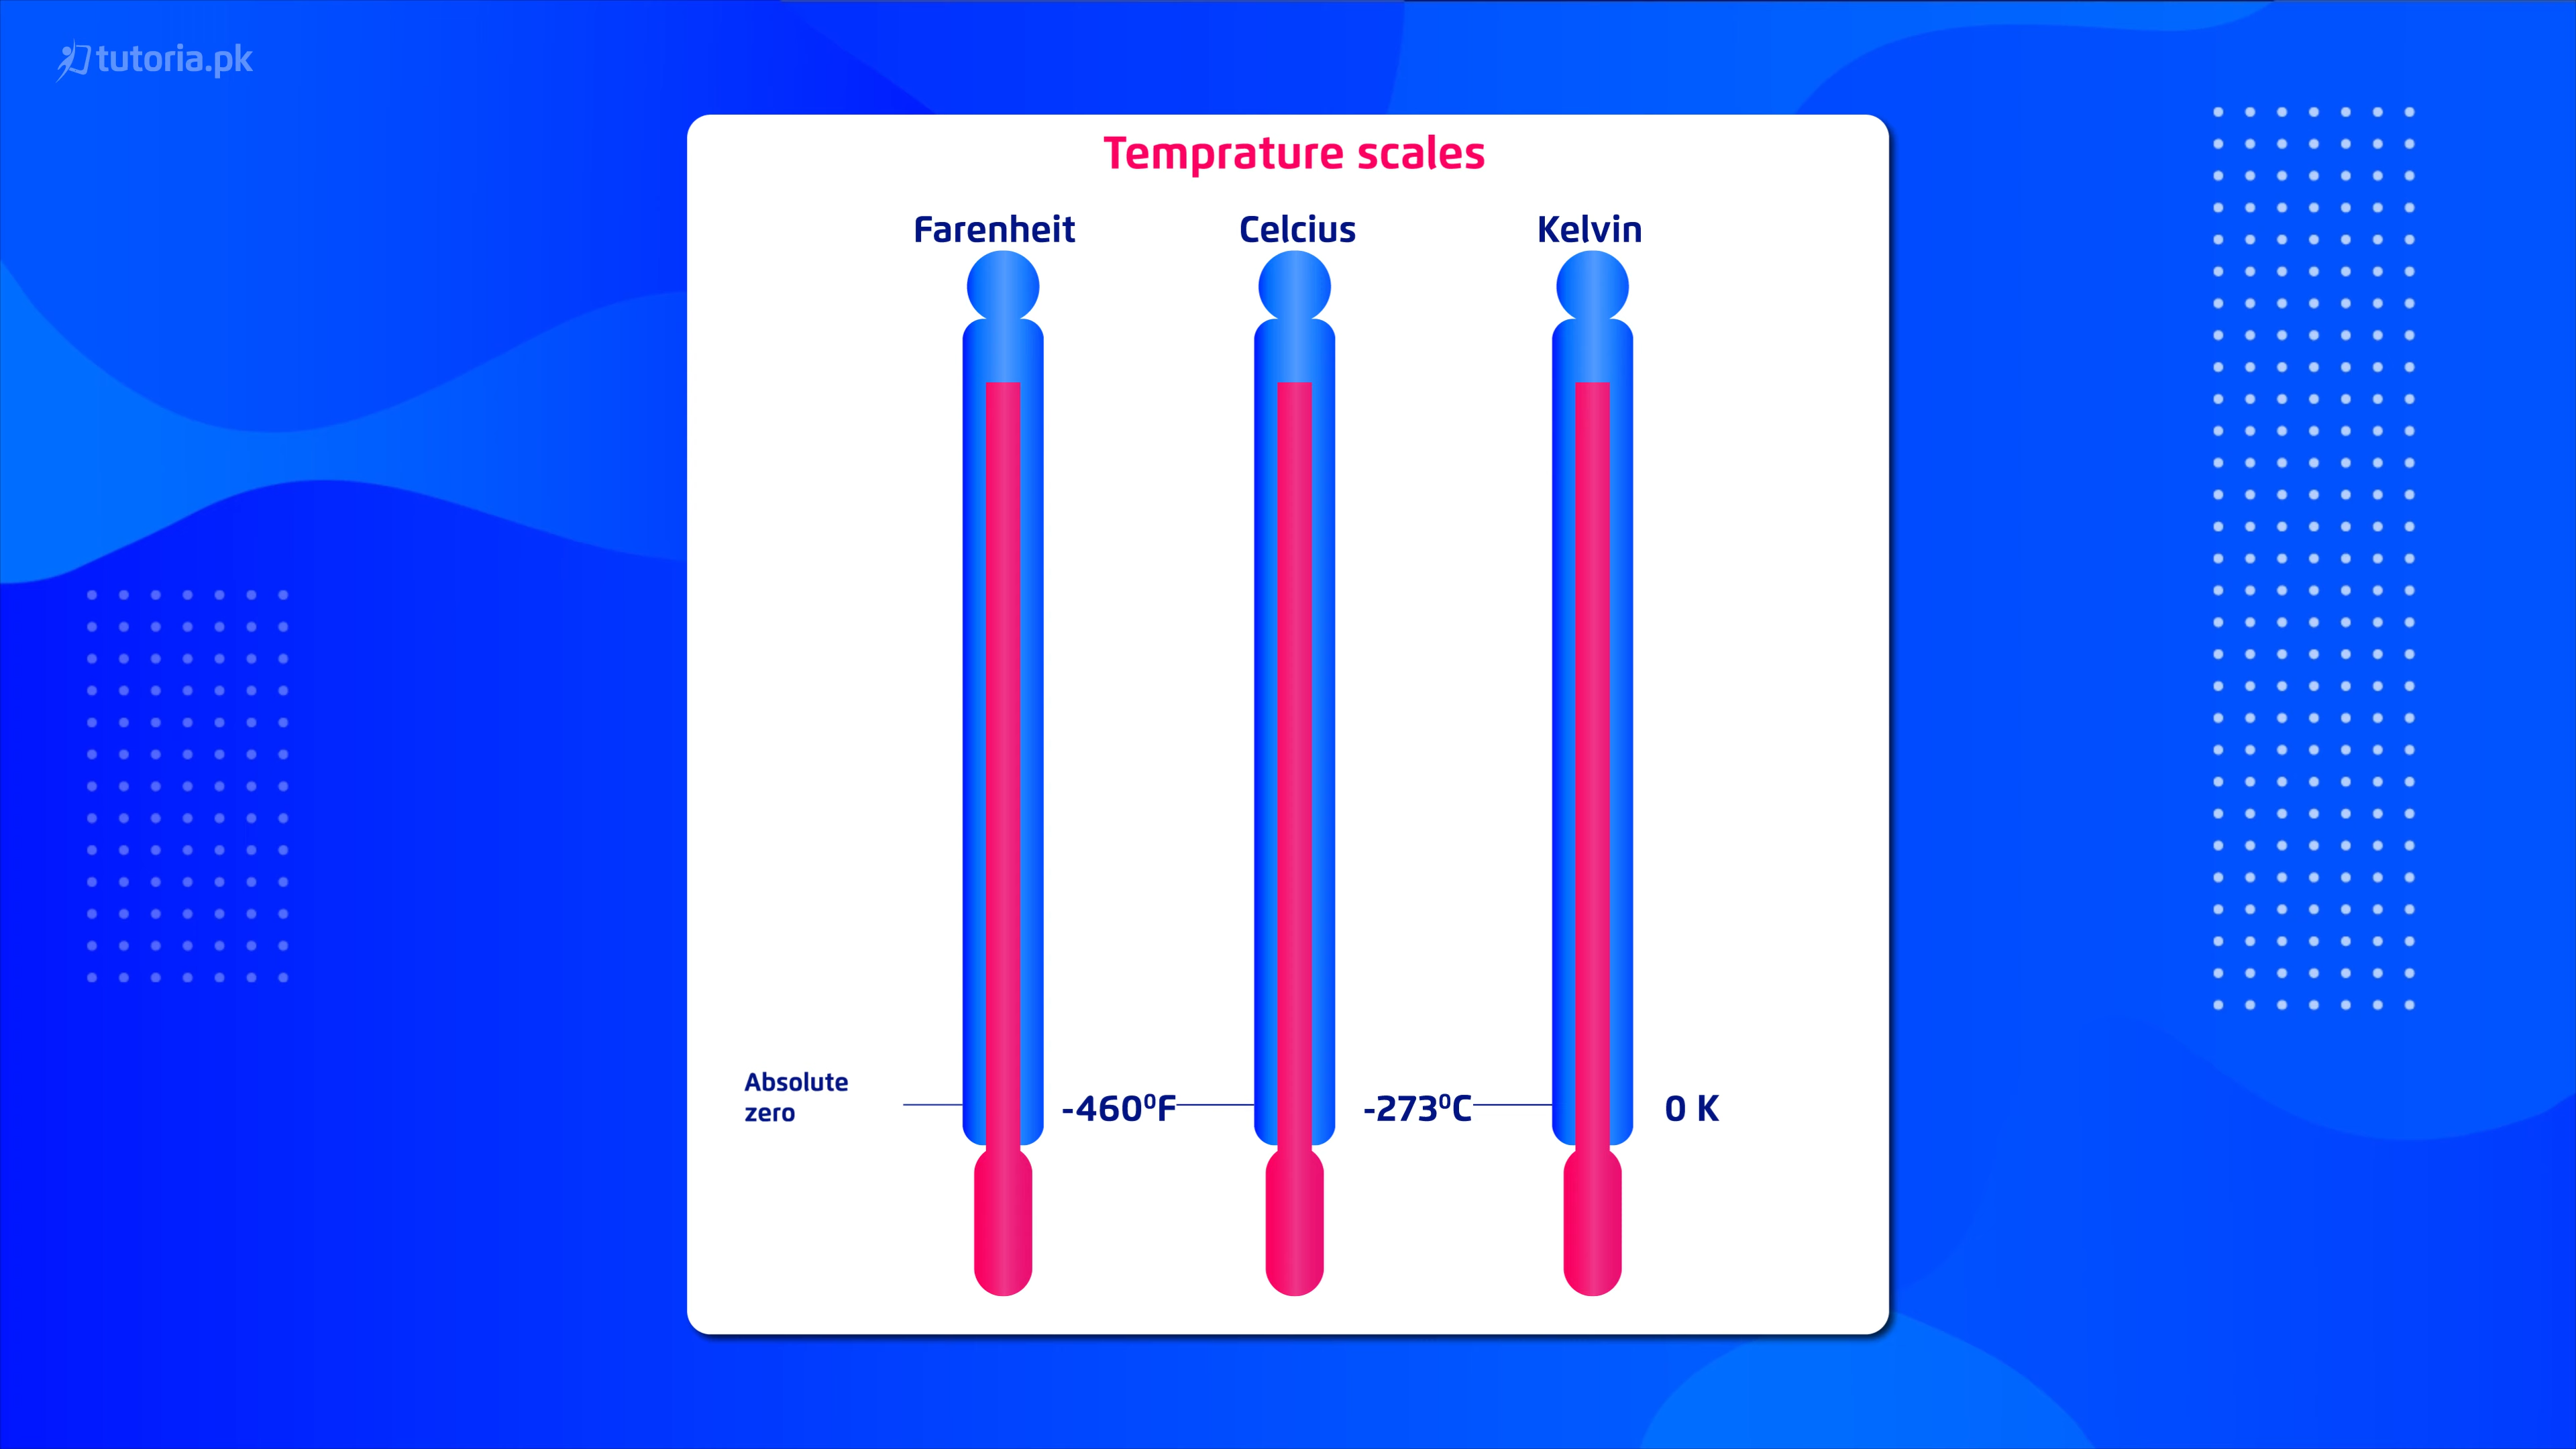 tutoria.pk
Temprature scales
Farenheit Celcius Kelvin
Absolute
zero
-460⁰F -273⁰C 0 K